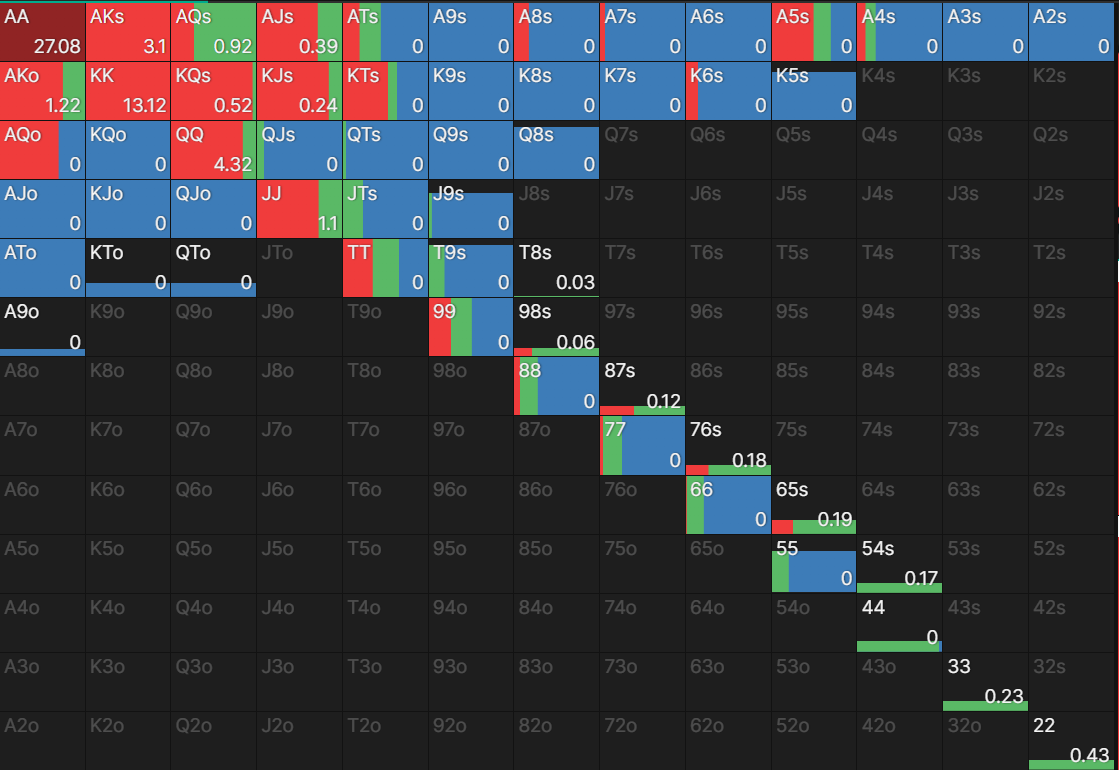 AA AKs AQs AJs ATs A9s A8s A7s A6s A5s A4s A3s A2s
27.08 3.1 0.92 0.39 0 0 0 0 0 0 0 0 0
AKo KK KQs KJs KTs K9s K8s K7s K6s K5s K4s K3s K2s
1.22 13.12 0.52 0.24 0 0 0 0 0 0
AQo KQo QQ QJs QTs Q9s Q8s Q7s Q6s Q5s Q4s Q3s Q2s
0 0 4.32 0 0 0 0
AJo KJo QJo JJ JTs J9s J8s J7s J6s J5s J4s J3s J2s
0 0 0 1.1 0 0
ATo KTo QTo JTo TT T9s T8s T7s T6s T5s T4s T3s T2s
0 0 0 0 0 0.03
A9o K9o Q9o J9o T9o 99 98s 97s 96s 95s 94s 93s 92s
0 0 0.06
A8o K8o Q8o J8o T8o 98o 88 87s 86s 85s 84s 83s 82s
0 0.12
A7o K7o Q7o J7o T7o 97o 87o 77 76s 75s 74s 73s 72s
0 0.18
A6o K6o Q6o J6o T6o 96o 86o 76o 66 65s 64s 63s 62s
0 0.19
A5o K5o Q5o J5o T5o 95o 85o 75o 65o 55 54s 53s 52s
0 0.17
A4o K4o Q4o J4o T4o 94o 84o 74o 64o 54o 44 43s 42s
0
A3o K3o Q3o J3o T3o 93o 83o 73o 63o 53o 43o 33 32s
0.23
A2o K2o Q2o J2o T2o 92o 82o 72o 62o 52o 42o 32o 22
0.43